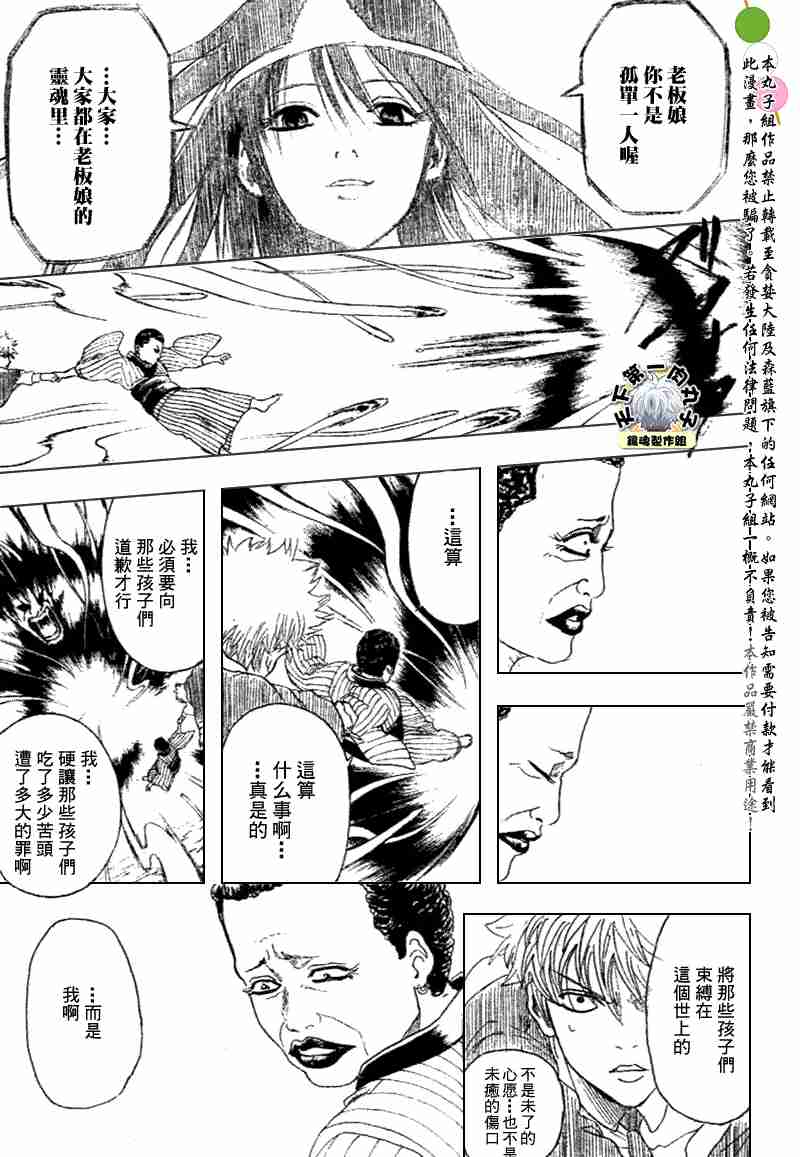 老板娘
你不是
孤單一人喔
…大家…
大家都在老板娘的
靈魂里…
…這算
這算
什么事啊…
…真是的
我…
必須要向
那些孩子們
道歉才行
我…
硬讓那些孩子們
吃了多少苦頭
遭了多大的罪啊
將那些孩子們
束縛在
這個世上的
不是未了的
心愿…也不是
未癒的傷口
…而是
我啊
天下第一肉丸子
銀魂製作組
本丸子組作品禁止轉載至貪婪大陸及森藍旗下的任何網站。如果您被告知需要付款才能看到
此漫畫，那麼您被騙了。若發生任何法律問題，本丸子組一概不負責！本作品嚴禁商業用途！